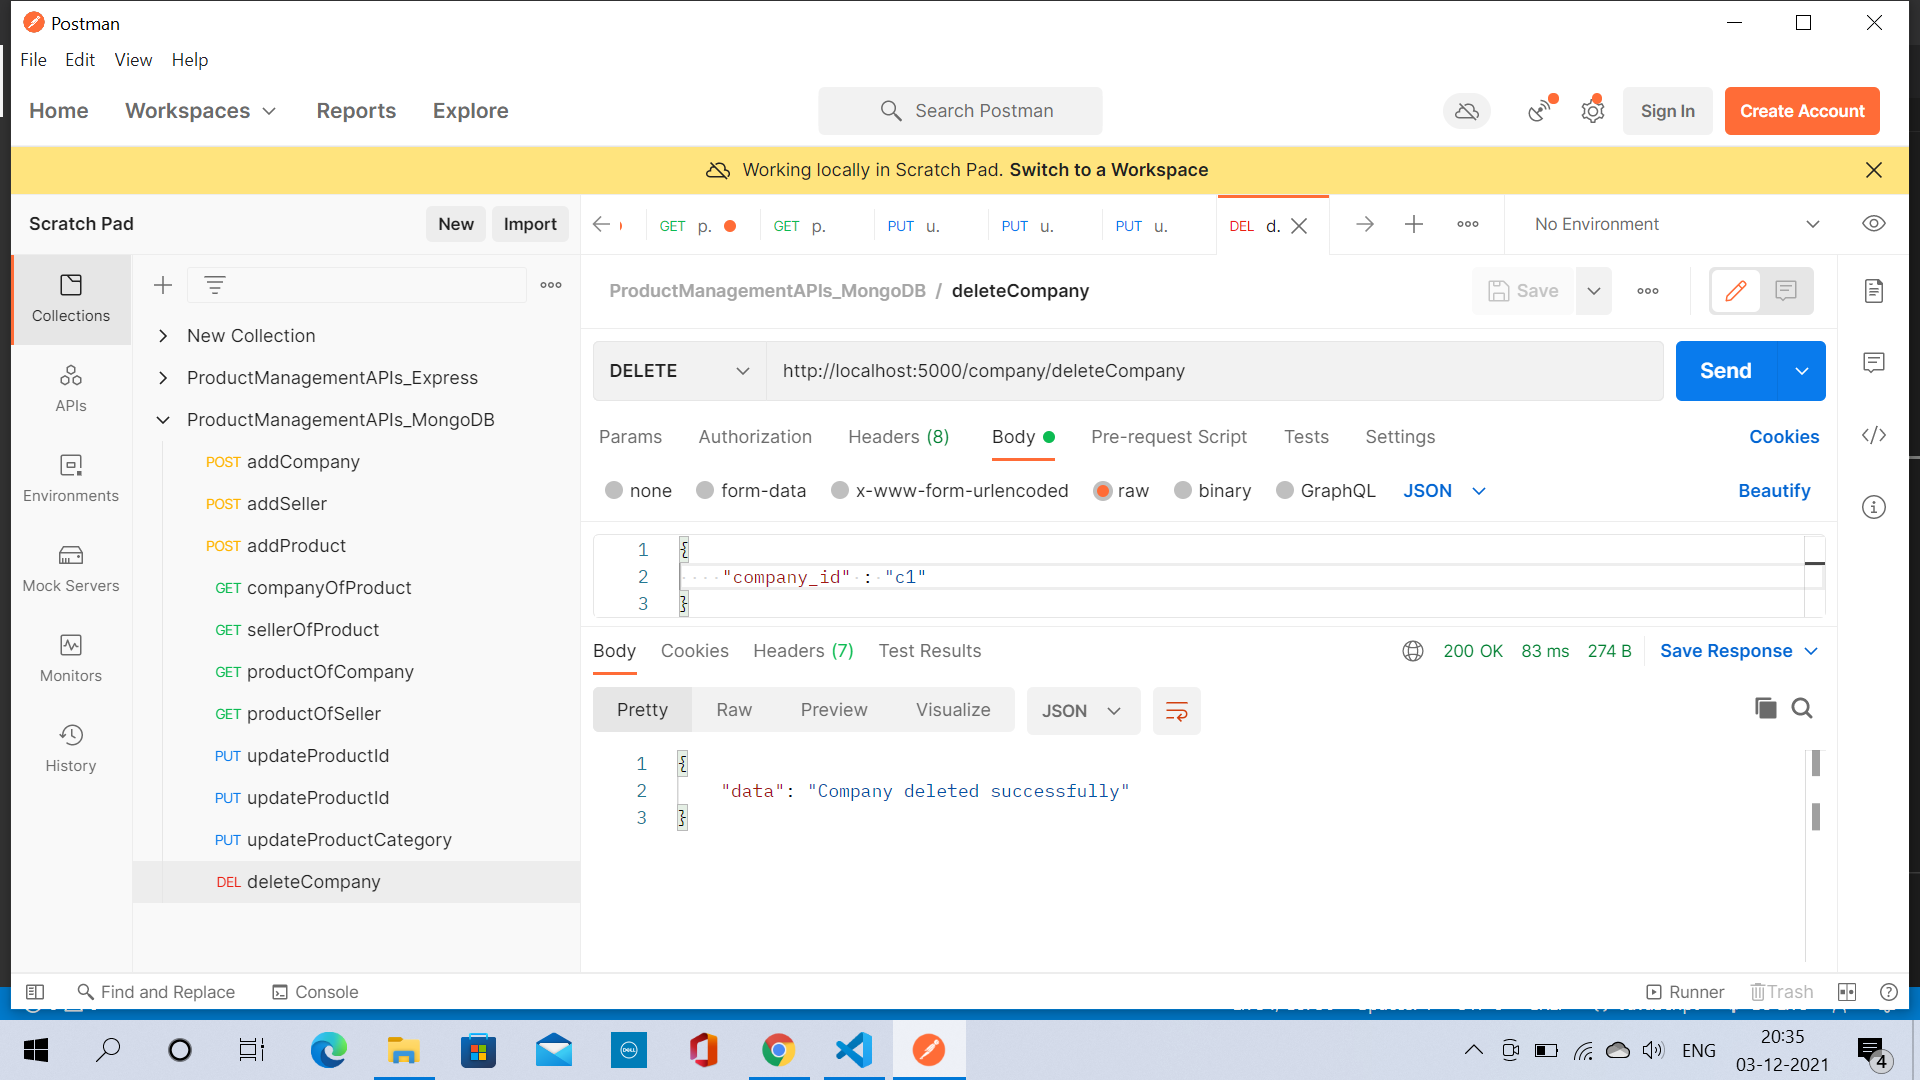 Postman
File Edit View Help
Home Workspaces Reports Explore
Search Postman
Sign In
Create Account
Working locally in Scratch Pad. Switch to a Workspace
Scratch Pad
New
Import
GET p.
GET p.
PUT u.
PUT u.
PUT u.
DEL d.
No Environment
Collections
APIs
Environments
Mock Servers
Monitors
History
New Collection
ProductManagementAPIs_Express
ProductManagementAPIs_MongoDB
POST addCompany
POST addSeller
POST addProduct
GET companyOfProduct
GET sellerOfProduct
GET productOfCompany
GET productOfSeller
PUT updateProductId
PUT updateProductId
PUT updateProductCategory
DEL deleteCompany
ProductManagementAPIs_MongoDB / deleteCompany
Save
DELETE
http://localhost:5000/company/deleteCompany
Send
Params Authorization Headers (8) Body Pre-request Script Tests Settings
Cookies
none form-data x-www-form-urlencoded raw binary GraphQL JSON
Beautify
1 {
2 "company_id" : "c1"
3 }
Body Cookies Headers (7) Test Results
200 OK 83 ms 274 B Save Response
Pretty Raw Preview Visualize
JSON
1 {
2 "data": "Company deleted successfully"
3 }
Find and Replace
Console
Runner
Trash
DELL
ENG
20:35
03-12-2021
4